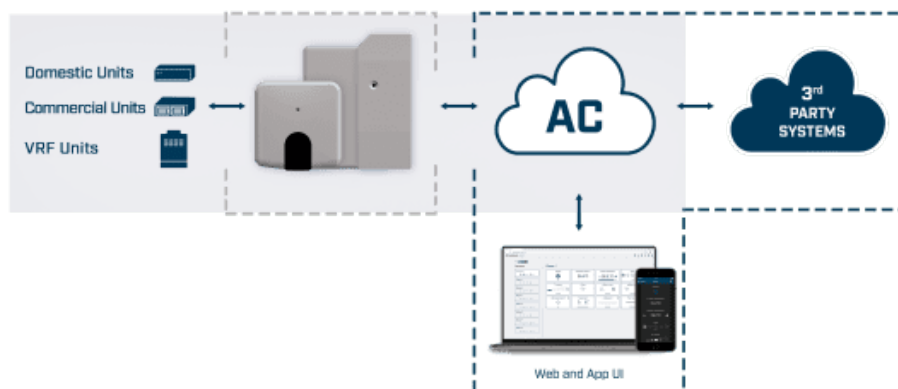 Domestic Units
Commercial Units
VRF Units
AC
3rd
PARTY
SYSTEMS
Web and App UI